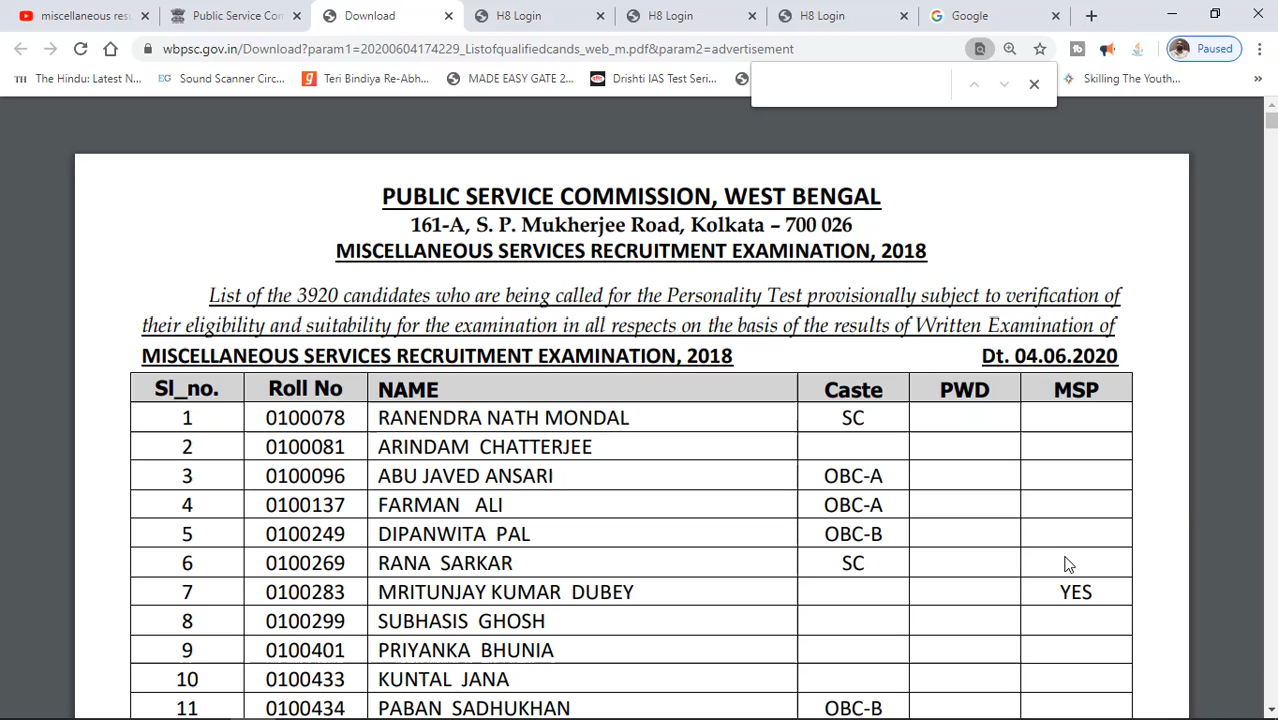 miscellaneous res
Public Service Con
Download
H8 Login
H8 Login
H8 Login
Google
wbpsc.gov.in/Download?param1=20200604174229_Listofqualifiedcands_web_m.pdf&param2=advertisement
Paused
TH The Hindu: Latest N...
EG Sound Scanner Circ...
g Teri Bindiya Re-Abh...
MADE EASY GATE 2...
Drishti IAS Test Seri...
Skilling The Youth...
PUBLIC SERVICE COMMISSION, WEST BENGAL
161-A, S. P. Mukherjee Road, Kolkata – 700 026
MISCELLANEOUS SERVICES RECRUITMENT EXAMINATION, 2018
List of the 3920 candidates who are being called for the Personality Test provisionally subject to verification of
their eligibility and suitability for the examination in all respects on the basis of the results of Written Examination of
MISCELLANEOUS SERVICES RECRUITMENT EXAMINATION, 2018 Dt. 04.06.2020
Sl_no. Roll No NAME Caste PWD MSP
1 0100078 RANENDRA NATH MONDAL SC
2 0100081 ARINDAM CHATTERJEE
3 0100096 ABU JAVED ANSARI OBC-A
4 0100137 FARMAN ALI OBC-A
5 0100249 DIPANWITA PAL OBC-B
6 0100269 RANA SARKAR SC
7 0100283 MRITUNJAY KUMAR DUBEY YES
8 0100299 SUBHASIS GHOSH
9 0100401 PRIYANKA BHUNIA
10 0100433 KUNTAL JANA
11 0100434 PABAN SADHUKHAN OBC-B